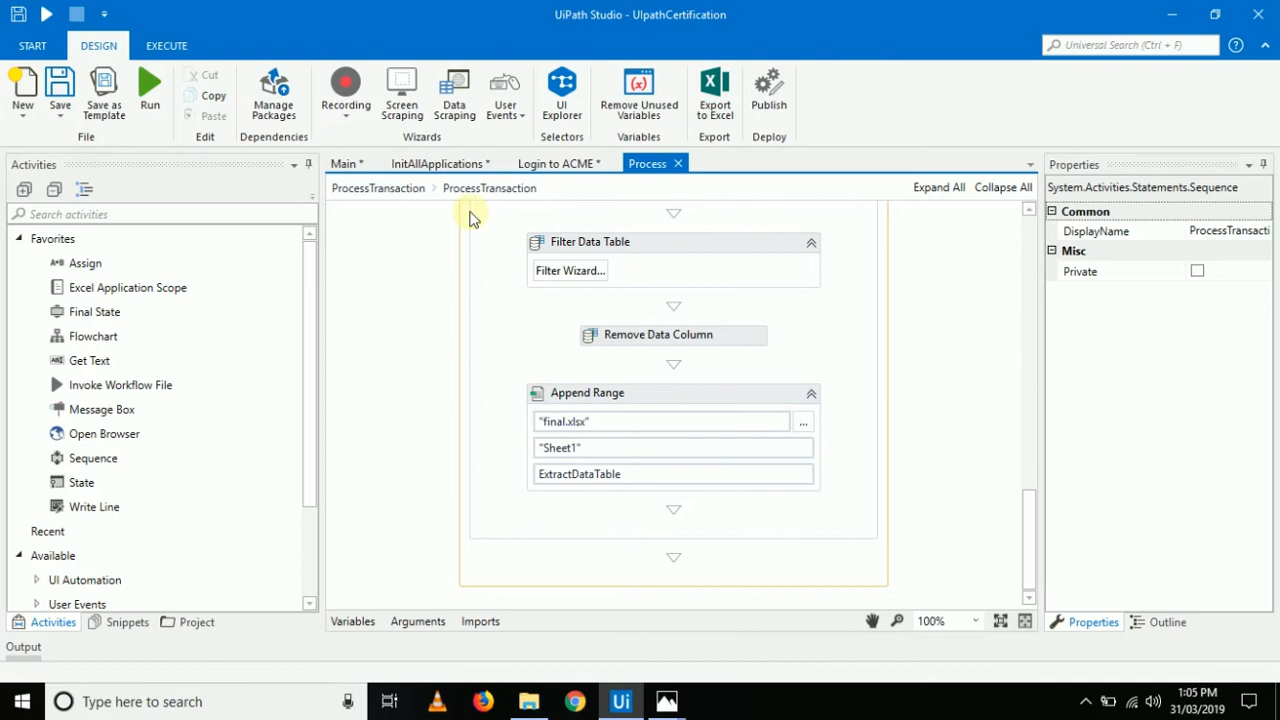 UiPath Studio - UIpathCertification
START
DESIGN
EXECUTE
Universal Search (Ctrl + F)
New
Save
Save as Template
Run
File
Cut
Copy
Paste
Edit
Manage Packages
Dependencies
Recording
Screen Scraping
Data Scraping
User Events
Wizards
UI Explorer
Selectors
Remove Unused Variables
Variables
Export to Excel
Export
Publish
Deploy
Activities
Search activities
Favorites
Assign
Excel Application Scope
Final State
Flowchart
Get Text
Invoke Workflow File
Message Box
Open Browser
Sequence
State
Write Line
Recent
Available
UI Automation
User Events
Activities
Snippets
Project
Output
Main *
InitAllApplications *
Login to ACME *
Process
ProcessTransaction
ProcessTransaction
Expand All
Collapse All
Filter Data Table
Filter Wizard...
Remove Data Column
Append Range
"final.xlsx"
...
"Sheet1"
ExtractDataTable
Variables
Arguments
Imports
100%
Properties
System.Activities.Statements.Sequence
Common
DisplayName
ProcessTransacti
Misc
Private
Properties
Outline
Type here to search
Ui
1:05 PM
31/03/2019